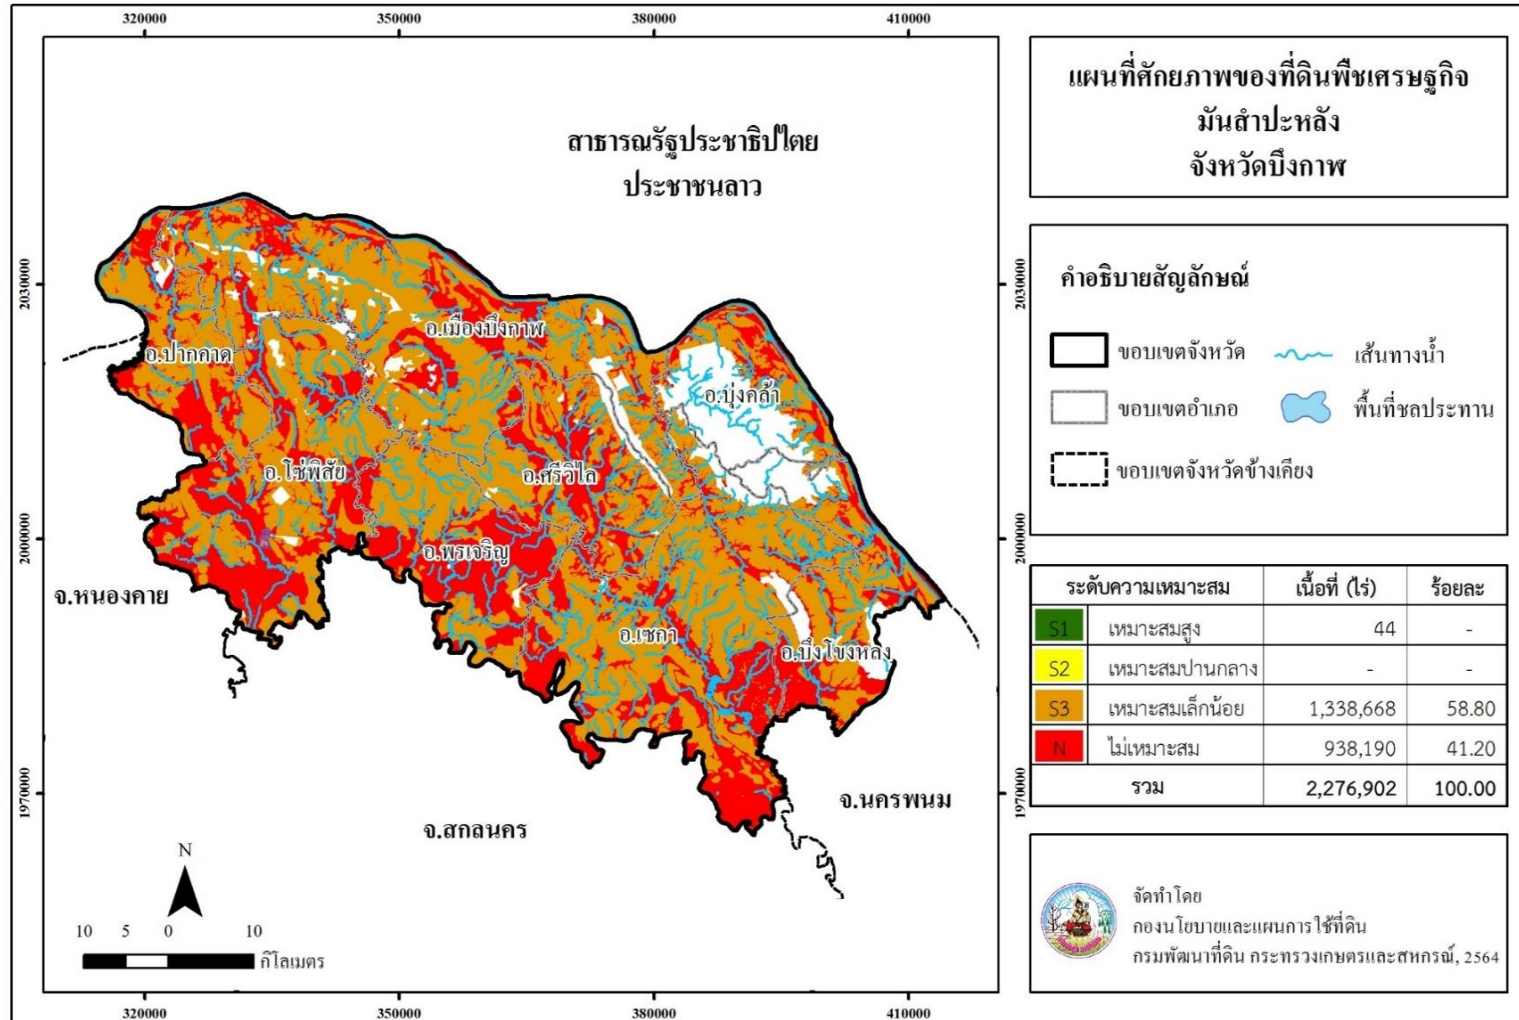 320000 350000 380000 410000
แผนที่ศักยภาพของที่ดินพืชเศรษฐกิจ
มันสำปะหลัง
จังหวัดบึงกาฬ
สาธารณรัฐประชาธิปไตย
ประชาชนลาว
2030000
2030000
2000000
2000000
1970000
1970000
อ.เมืองบึงกาฬ
อ.ปากคาด
อ.บุ่งคล้า
อ.โซ่พิสัย
อ.ศรีวิไล
อ.พรเจริญ
อ.เซกา
อ.บึงโขงหลง
จ.หนองคาย
จ.นครพนม
จ.สกลนคร
N
10 5 0 10
กิโลเมตร
320000 350000 380000 410000
คำอธิบายสัญลักษณ์
ขอบเขตจังหวัด เส้นทางน้ำ
ขอบเขตอำเภอ พื้นที่ชลประทาน
ขอบเขตจังหวัดข้างเคียง
ระดับความเหมาะสม เนื้อที่ (ไร่) ร้อยละ
S1 เหมาะสมสูง 44 -
S2 เหมาะสมปานกลาง - -
S3 เหมาะสมเล็กน้อย 1,338,668 58.80
N ไม่เหมาะสม 938,190 41.20
รวม 2,276,902 100.00
จัดทำโดย
กองนโยบายและแผนการใช้ที่ดิน
กรมพัฒนาที่ดิน กระทรวงเกษตรและสหกรณ์, 2564